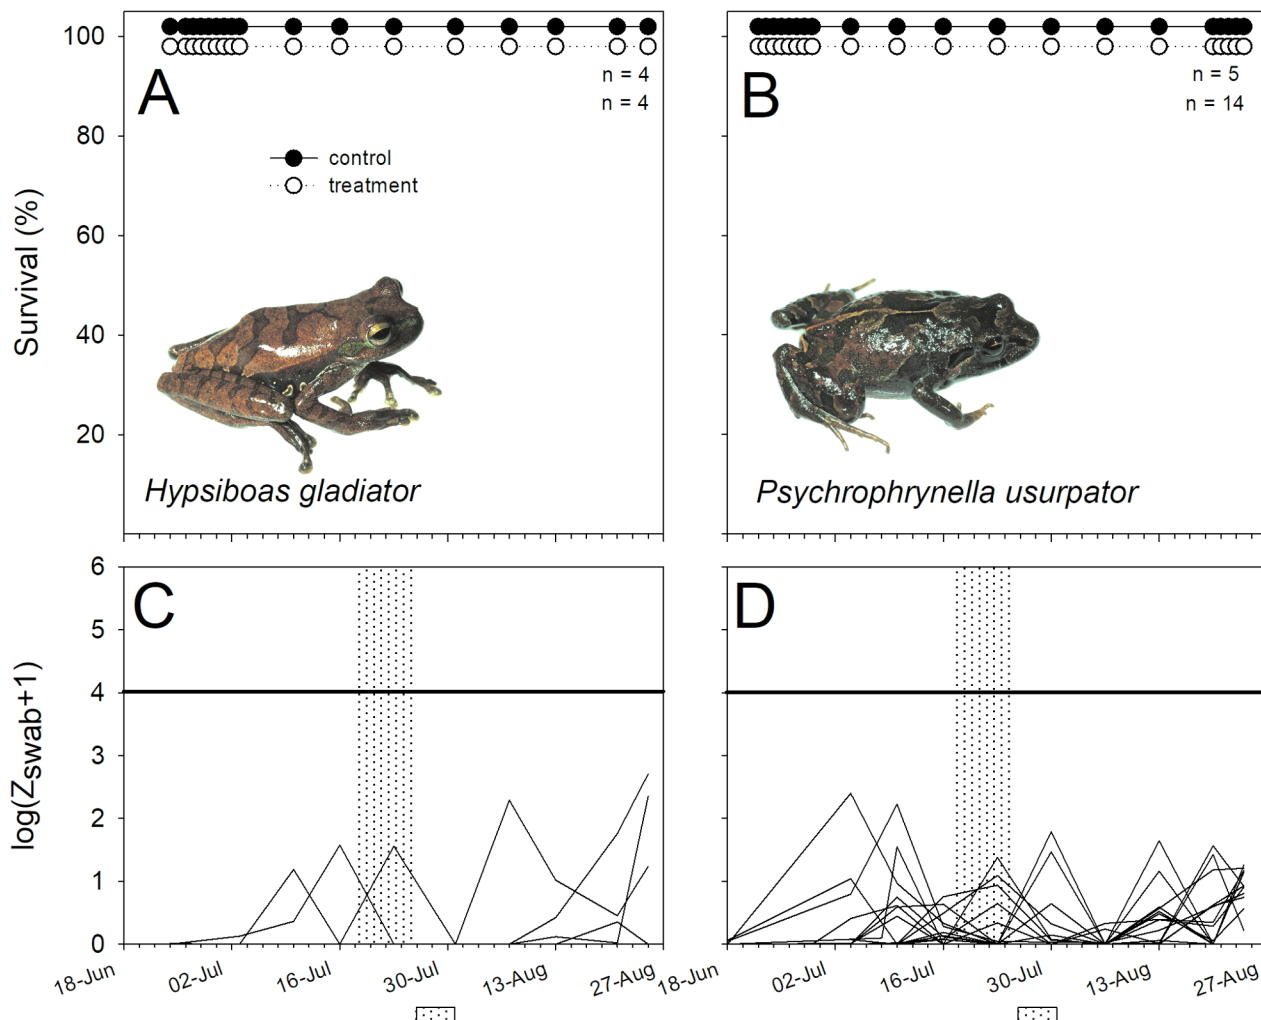 Survival (%)
100
80
60
40
20
A
n = 4
n = 4
control
treatment
Hypsiboas gladiator
B
n = 5
n = 14
Psychrophrynella usurpator
log(Zswab+1)
6
5
4
3
2
1
0
C
D
18-Jun 02-Jul 16-Jul 30-Jul 13-Aug 27-Aug
18-Jun 02-Jul 16-Jul 30-Jul 13-Aug 27-Aug